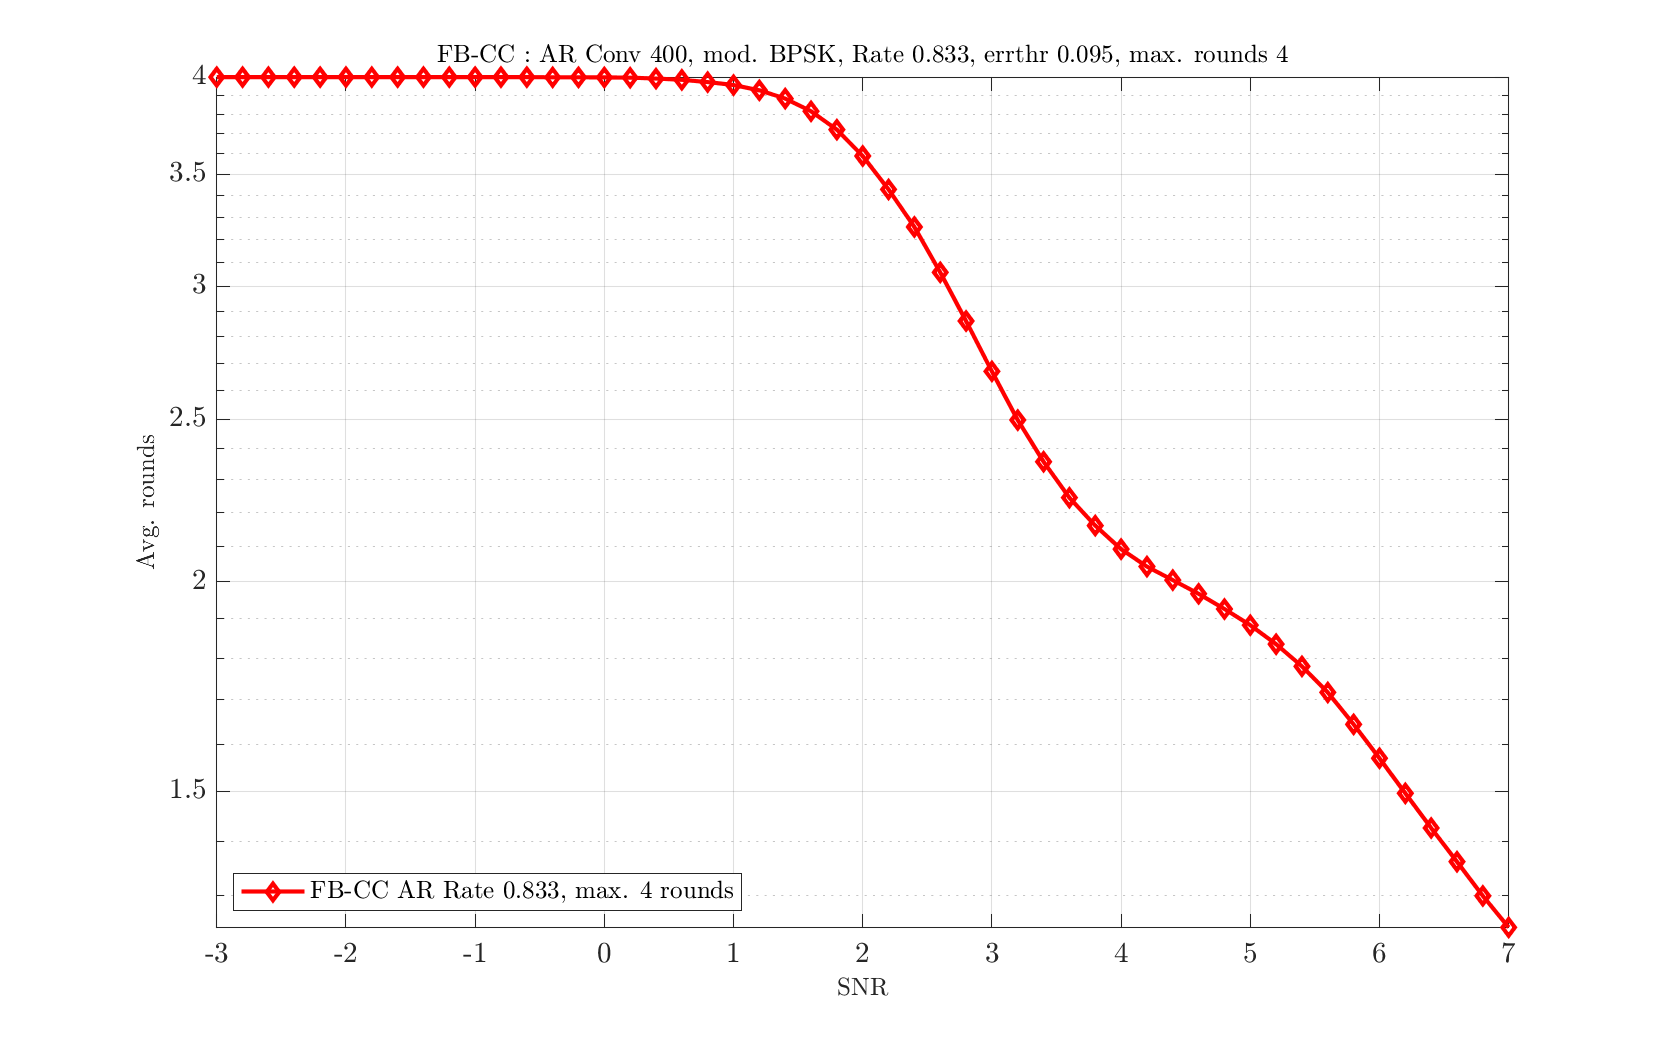 FB-CC : AR Conv 400, mod. BPSK, Rate 0.833, errthr 0.095, max. rounds 4
4
3.5
3
2.5
2
1.5
Avg. rounds
FB-CC AR Rate 0.833, max. 4 rounds
-3 -2 -1 0 1 2 3 4 5 6 7
SNR